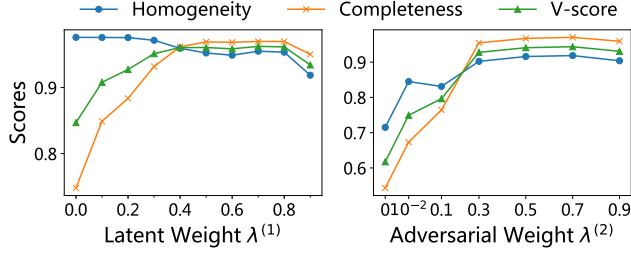 Homogeneity Completeness V-score
Scores
0.9
0.8
0.0 0.2 0.4 0.6 0.8
Latent Weight λ⁽¹⁾
0.9
0.8
0.7
0.6
0 10⁻² 0.1 0.3 0.5 0.7 0.9
Adversarial Weight λ⁽²⁾